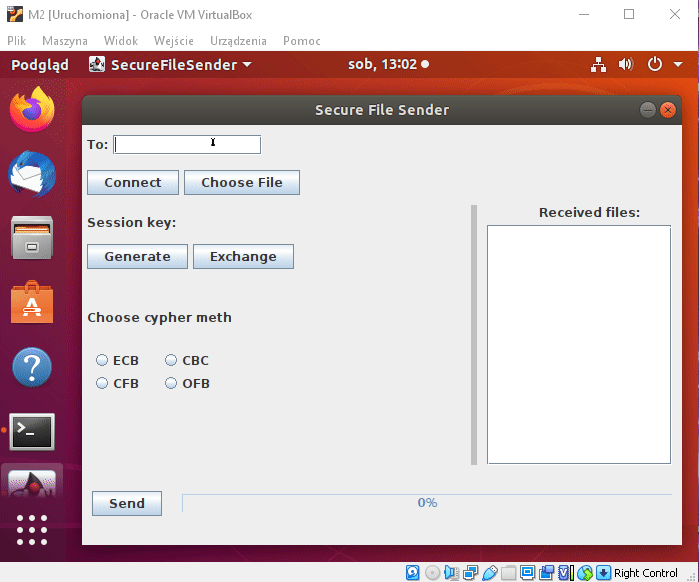 M2 [Uruchomiona] - Oracle VM VirtualBox
Plik Maszyna Widok Wejście Urządzenia Pomoc
Podgląd SecureFileSender sob, 13:02
Secure File Sender
To:
Connect Choose File
Received files:
Session key:
Generate Exchange
Choose cypher meth
ECB CBC
CFB OFB
Send 0%
Right Control